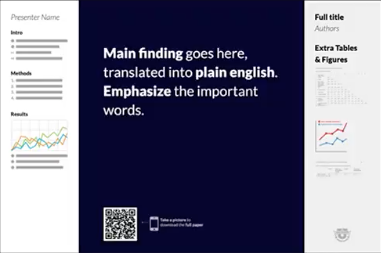 Presenter Name
Intro
Methods
Results
Main finding goes here,
translated into plain english.
Emphasize the important
words.
Take a picture to
download the full paper
Full title
Authors
Extra Tables
& Figures